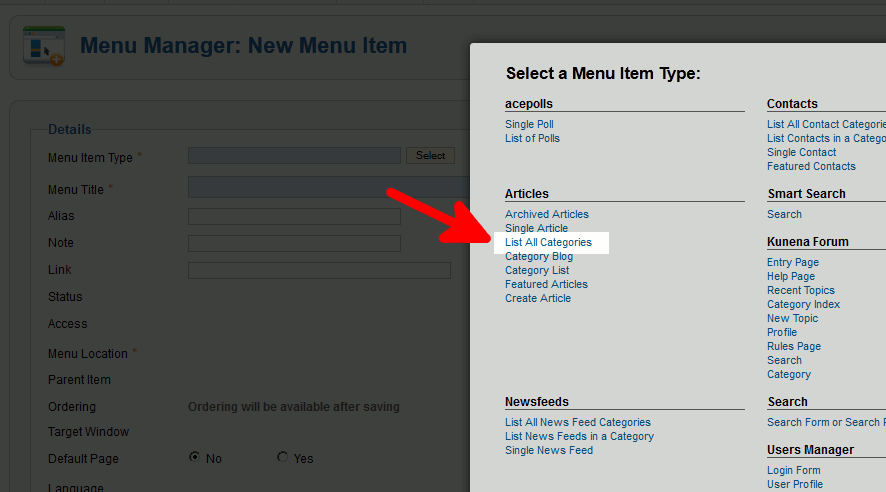 Menu Manager: New Menu Item
Details
Menu Item Type *
Select
Menu Title *
Alias
Note
Link
Status
Access
Menu Location *
Parent Item
Ordering
Ordering will be available after saving
Target Window
Default Page
No
Yes
Language
Select a Menu Item Type:
acepolls
Single Poll
List of Polls
Articles
Archived Articles
Single Article
List All Categories
Category Blog
Category List
Featured Articles
Create Article
Newsfeeds
List All News Feed Categories
List News Feeds in a Category
Single News Feed
Contacts
List All Contact Categorie
List Contacts in a Catego
Single Contact
Featured Contacts
Smart Search
Search
Kunena Forum
Entry Page
Help Page
Recent Topics
Category Index
New Topic
Profile
Rules Page
Search
Category
Search
Search Form or Search R
Users Manager
Login Form
User Profile